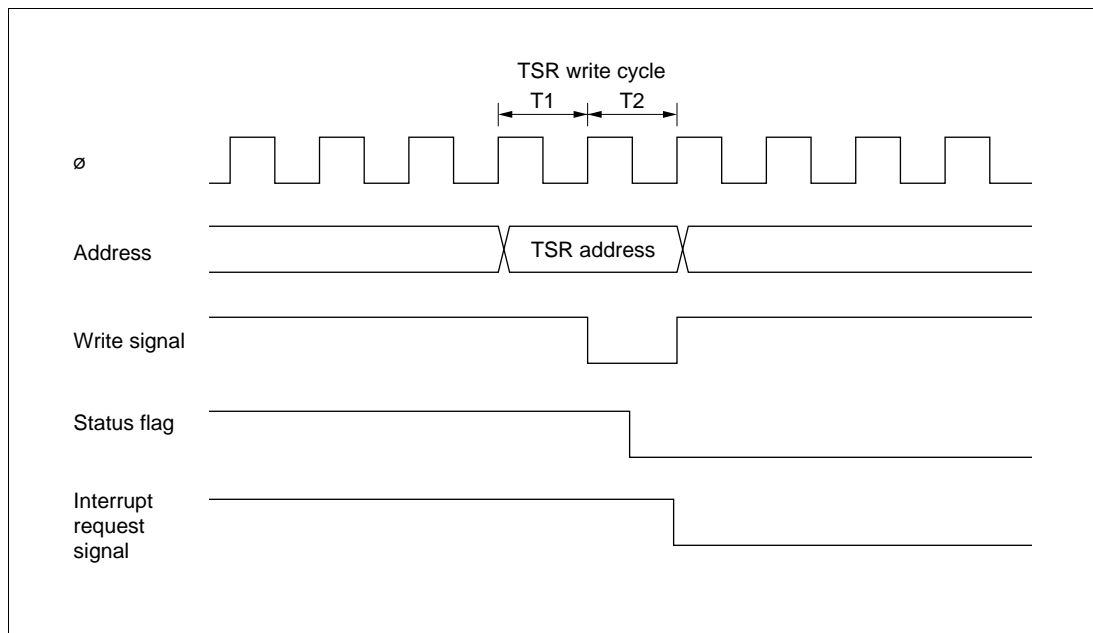 TSR write cycle
T1 T2
ø
Address
TSR address
Write signal
Status flag
Interrupt
request
signal